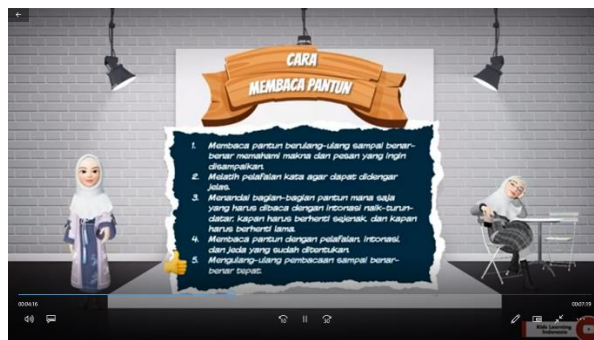 CARA
MEMBACA PANTUN
1. Membaca pantun berulang-ulang sampai benar-
benar memahami makna dan pesan yang ingin
disampaikan.
2. Melatih pelafalan kata agar dapat didengar
jelas.
3. Menandai bagian-bagian pantun mana saja
yang harus dibaca dengan intonasi naik-turun-
datar, kapan harus berhenti sejenak, dan kapan
harus berhenti lama.
4. Membaca pantun dengan pelafalan, intonasi,
dan jeda yang sudah ditentukan.
5. Mengulang-ulang pembacaan sampai benar-
benar tepat.
00:04:16
00:07:19
Kids Learning
Indonesia